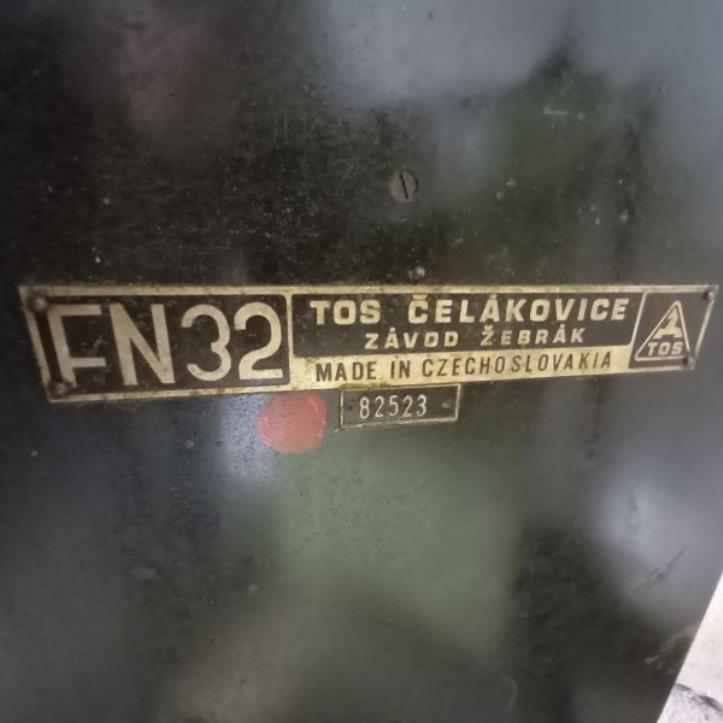 FN32
TOS ČELÁKOVICE
ZÁVOD ŽEBRÁK
MADE IN CZECHOSLOVAKIA
TOS
82523